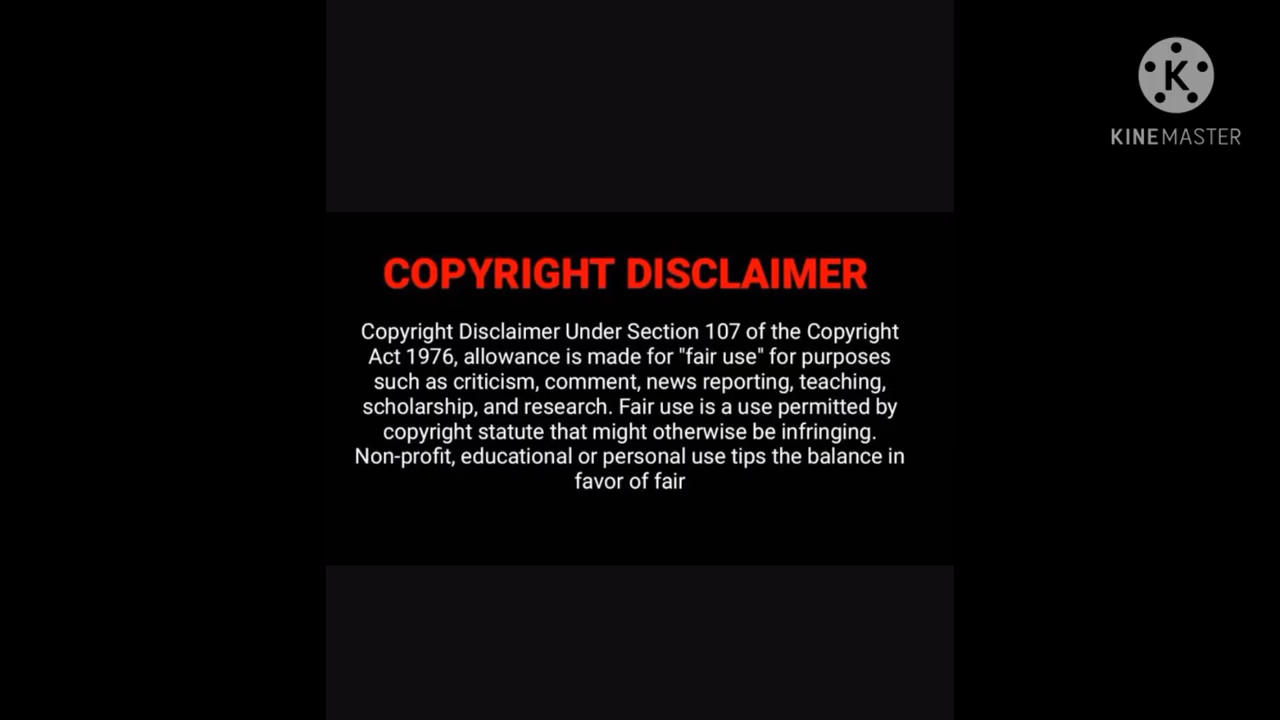 K
KINEMASTER
COPYRIGHT DISCLAIMER
Copyright Disclaimer Under Section 107 of the Copyright
Act 1976, allowance is made for "fair use" for purposes
such as criticism, comment, news reporting, teaching,
scholarship, and research. Fair use is a use permitted by
copyright statute that might otherwise be infringing.
Non-profit, educational or personal use tips the balance in
favor of fair